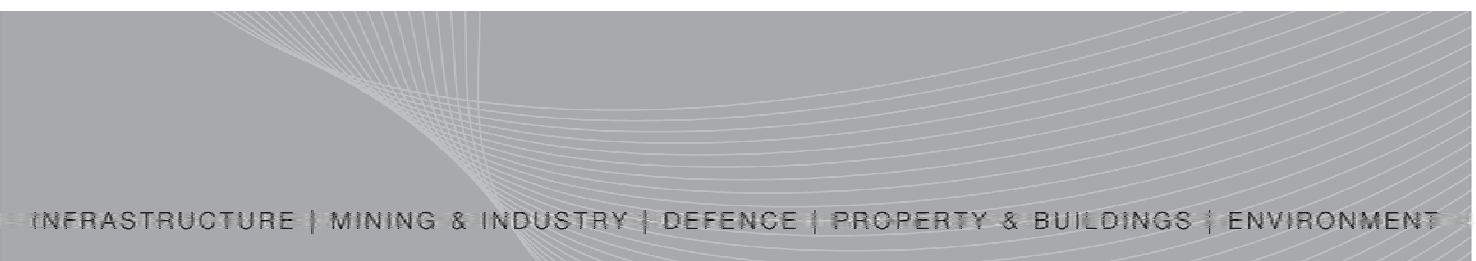 INFRASTRUCTURE | MINING & INDUSTRY | DEFENCE | PROPERTY & BUILDINGS | ENVIRONMENT